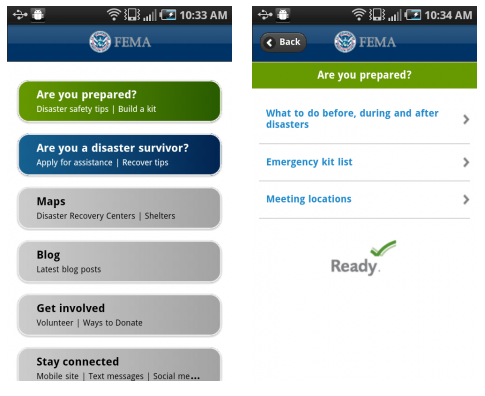 10:33 AM
FEMA
Are you prepared?
Disaster safety tips | Build a kit
Are you a disaster survivor?
Apply for assistance | Recover tips
Maps
Disaster Recovery Centers | Shelters
Blog
Latest blog posts
Get involved
Volunteer | Ways to Donate
Stay connected
Mobile site | Text messages | Social me...
10:34 AM
Back
FEMA
Are you prepared?
What to do before, during and after
disasters
Emergency kit list
Meeting locations
Ready.